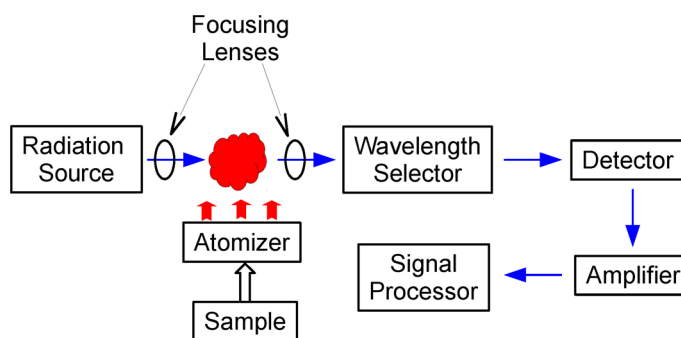 Focusing
Lenses
Radiation
Source
Wavelength
Selector
Detector
Atomizer
Signal
Processor
Amplifier
Sample